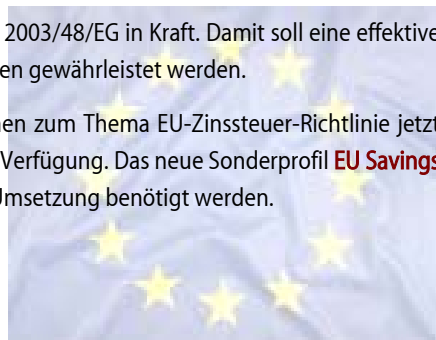 2003/48/EG in Kraft. Damit soll eine effektive
en gewährleistet werden.
nen zum Thema EU-Zinssteuer-Richtlinie jetzt
Verfügung. Das neue Sonderprofil EU Savings
Umsetzung benötigt werden.